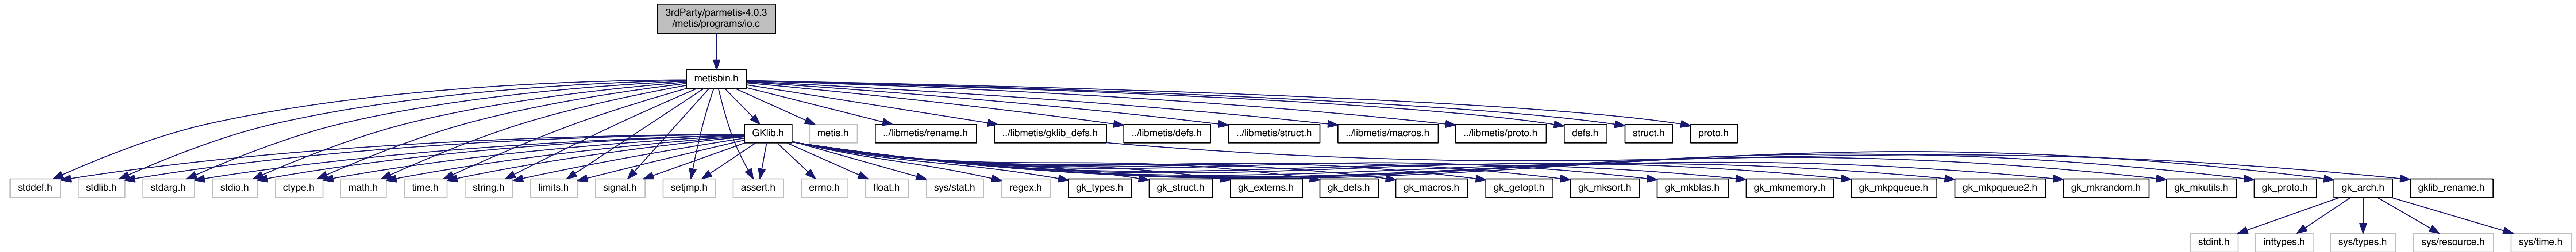 3rdParty/parmetis-4.0.3
/metis/programs/io.c
metisbin.h
GKlib.h
metis.h
../libmetis/rename.h
../libmetis/gklib_defs.h
../libmetis/defs.h
../libmetis/struct.h
../libmetis/macros.h
../libmetis/proto.h
defs.h
struct.h
proto.h
stddef.h
stdlib.h
stdarg.h
stdio.h
ctype.h
math.h
time.h
string.h
limits.h
signal.h
setjmp.h
assert.h
errno.h
float.h
sys/stat.h
regex.h
gk_types.h
gk_struct.h
gk_externs.h
gk_defs.h
gk_macros.h
gk_getopt.h
gk_mksort.h
gk_mkblas.h
gk_mkmemory.h
gk_mkpqueue.h
gk_mkpqueue2.h
gk_mkrandom.h
gk_mkutils.h
gk_proto.h
gk_arch.h
gklib_rename.h
stdint.h
inttypes.h
sys/types.h
sys/resource.h
sys/time.h